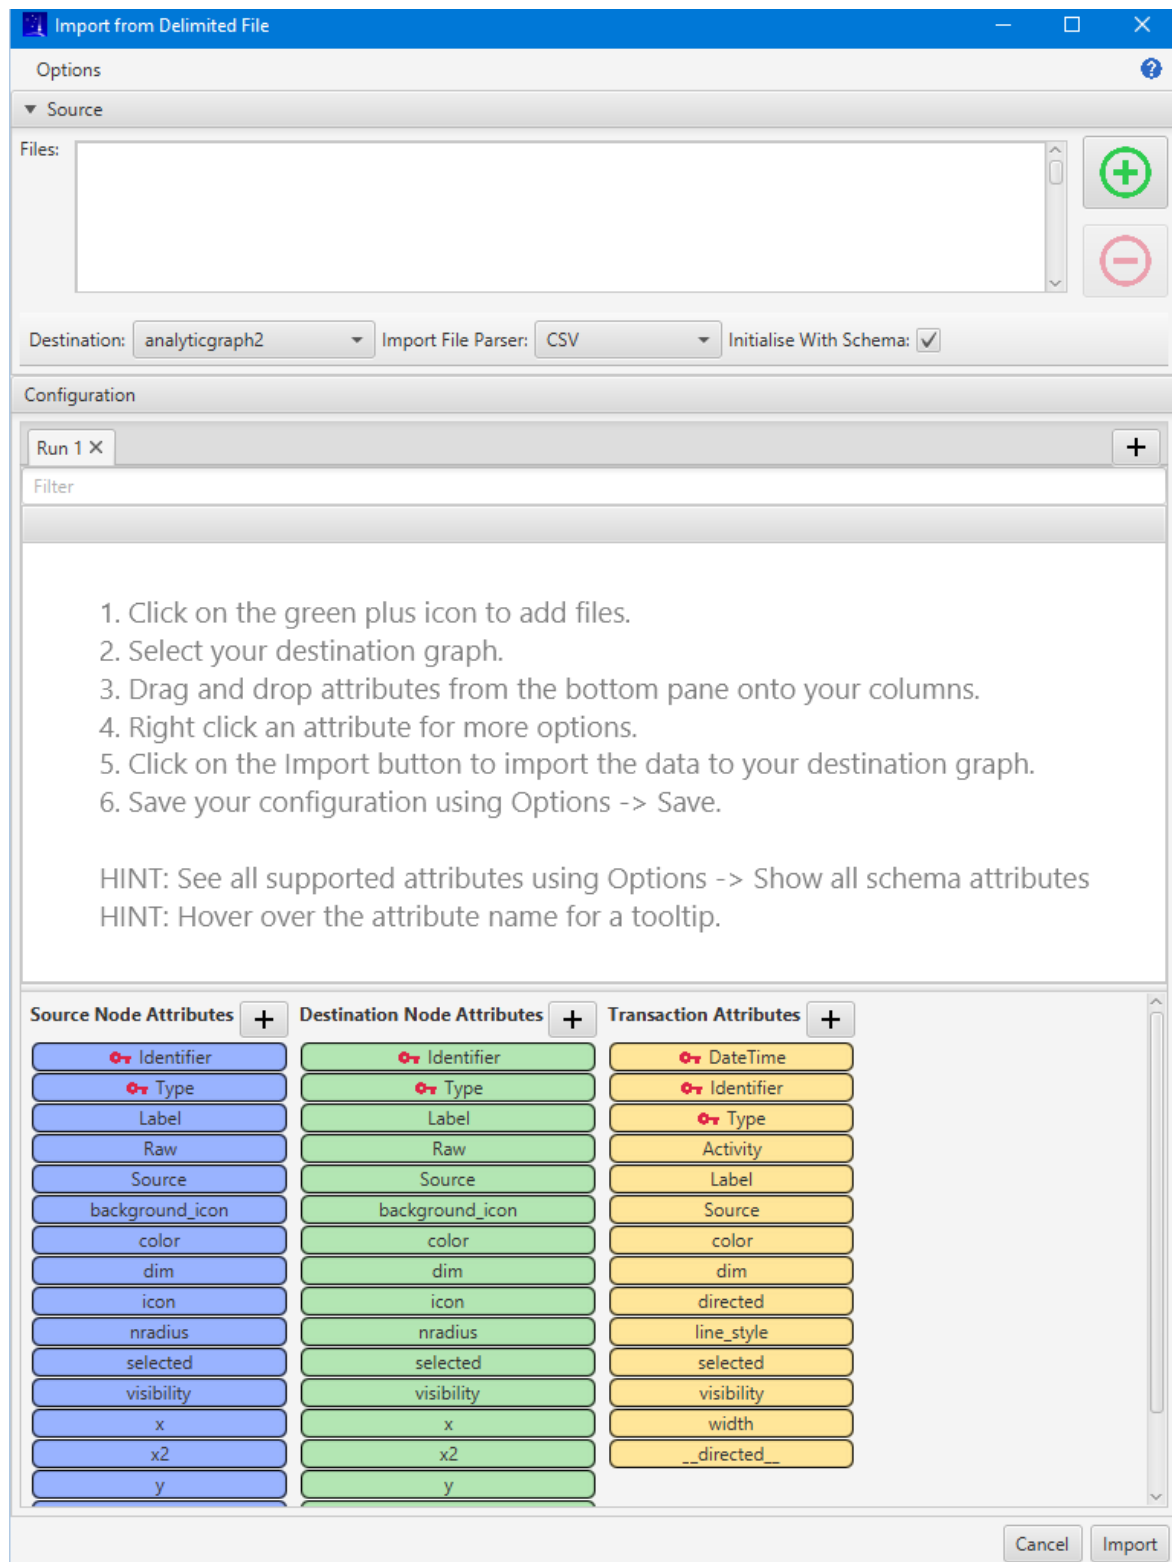 Import from Delimited File
Options
Source
Files:
Destination: analyticgraph2 Import File Parser: CSV Initialise With Schema:
Configuration
Run 1
Filter
1. Click on the green plus icon to add files.
2. Select your destination graph.
3. Drag and drop attributes from the bottom pane onto your columns.
4. Right click an attribute for more options.
5. Click on the Import button to import the data to your destination graph.
6. Save your configuration using Options -> Save.
HINT: See all supported attributes using Options -> Show all schema attributes
HINT: Hover over the attribute name for a tooltip.
Source Node Attributes Destination Node Attributes Transaction Attributes
Identifier Identifier DateTime
Type Type Identifier
Label Label Type
Raw Raw Activity
Source Source Label
background_icon background_icon Source
color color color
dim dim dim
icon icon directed
nradius nradius line_style
selected selected selected
visibility visibility visibility
x x width
x2 x2 __directed__
y y
Cancel Import